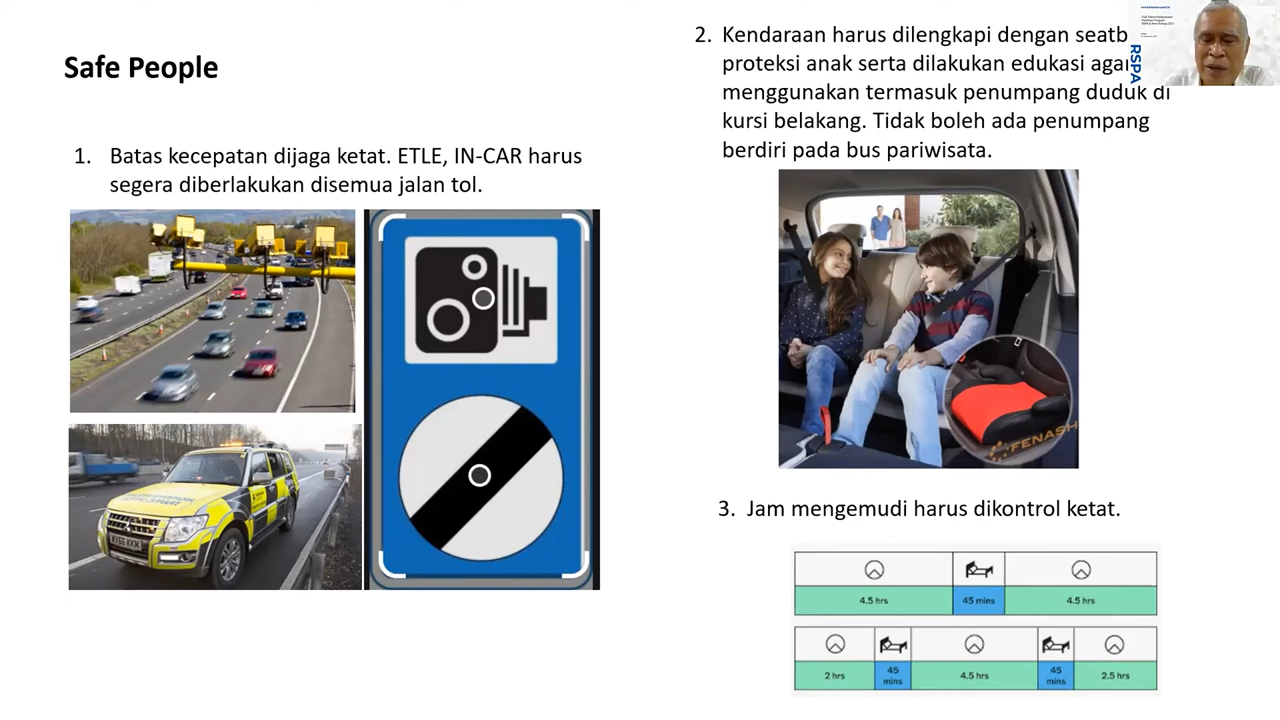 Safe People
1. Batas kecepatan dijaga ketat. ETLE, IN-CAR harus
segera diberlakukan disemua jalan tol.
2. Kendaraan harus dilengkapi dengan seatb
proteksi anak serta dilakukan edukasi aga
menggunakan termasuk penumpang duduk di
kursi belakang. Tidak boleh ada penumpang
berdiri pada bus pariwisata.
RSPA
FENASH
3. Jam mengemudi harus dikontrol ketat.
4.5 hrs
45 mins
4.5 hrs
2 hrs
45
mins
4.5 hrs
45
mins
2.5 hrs